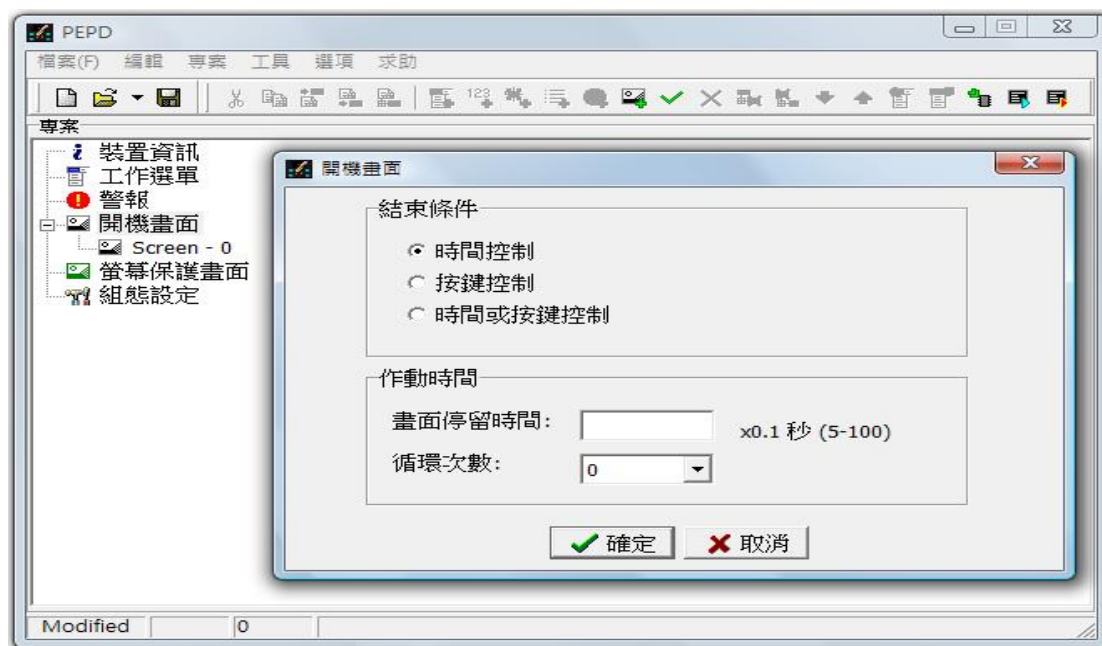 PEPD
檔案(F) 編輯 專案 工具 選項 求助
123
專案
裝置資訊
工作選單
警報
開機畫面
Screen - 0
螢幕保護畫面
組態設定
開機畫面
結束條件
時間控制
按鍵控制
時間或按鍵控制
作動時間
畫面停留時間: x0.1 秒 (5-100)
循環次數: 0
確定 取消
Modified 0